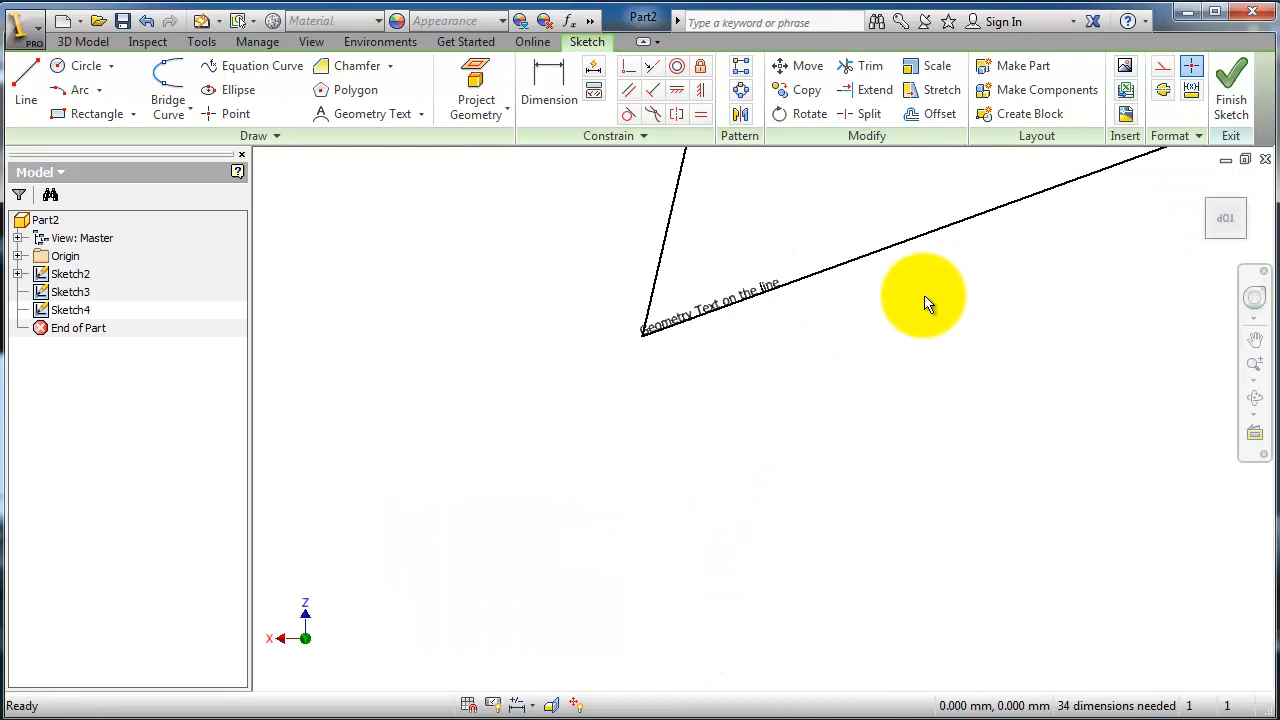 Material
Appearance
Part2
Type a keyword or phrase
Sign In
PRO
3D Model
Inspect
Tools
Manage
View
Environments
Get Started
Online
Sketch
Line
Circle
Arc
Rectangle
Bridge
Curve
Equation Curve
Ellipse
Point
Chamfer
Polygon
Geometry Text
Project
Geometry
Dimension
Move
Copy
Rotate
Trim
Extend
Split
Scale
Stretch
Offset
Make Part
Make Components
Create Block
Finish
Sketch
Draw
Constrain
Pattern
Modify
Layout
Insert
Format
Exit
Model
Part2
View: Master
Origin
Sketch2
Sketch3
Sketch4
End of Part
Geometry Text on the line
TOP
Z
X
Ready
0.000 mm, 0.000 mm
34 dimensions needed
1
1